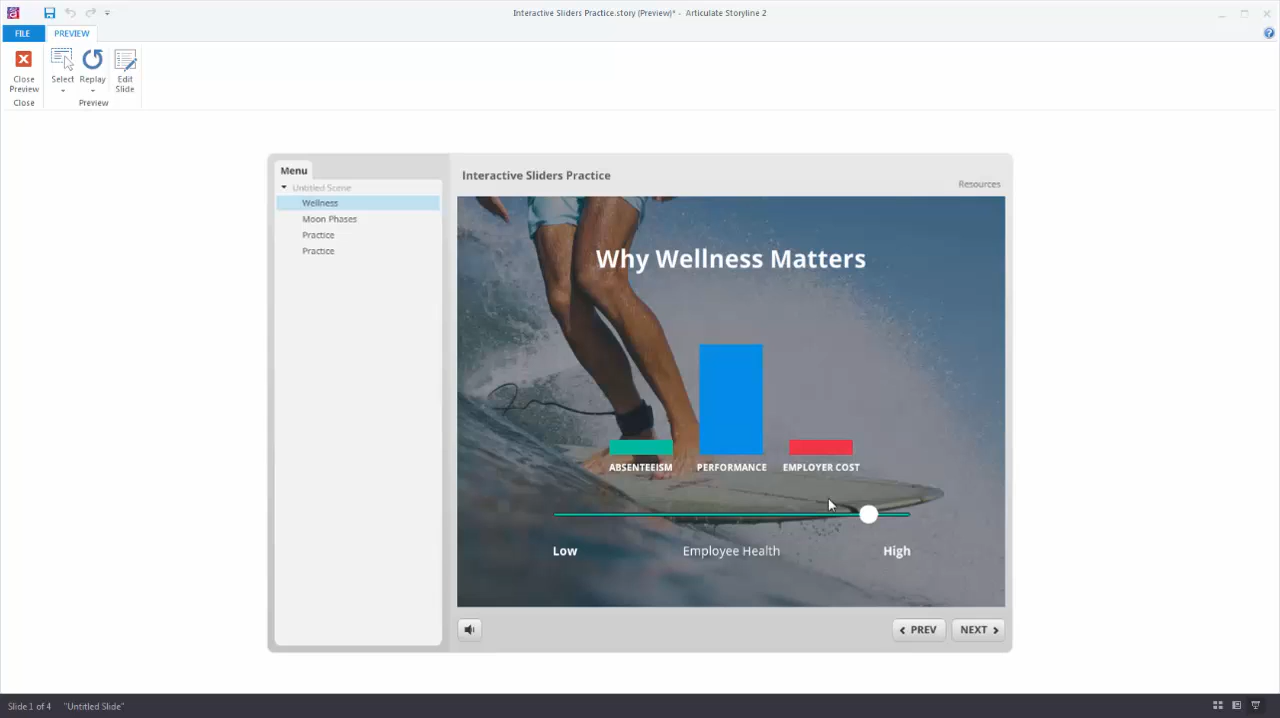 Interactive Sliders Practice.story (Preview)* - Articulate Storyline 2
FILE
PREVIEW
Close Preview
Select
Replay
Edit Slide
Close
Preview
Menu
Untitled Scene
Wellness
Moon Phases
Practice
Practice
Interactive Sliders Practice
Resources
Why Wellness Matters
ABSENTEEISM
PERFORMANCE
EMPLOYER COST
Low
Employee Health
High
PREV
NEXT
Slide 1 of 4
"Untitled Slide"